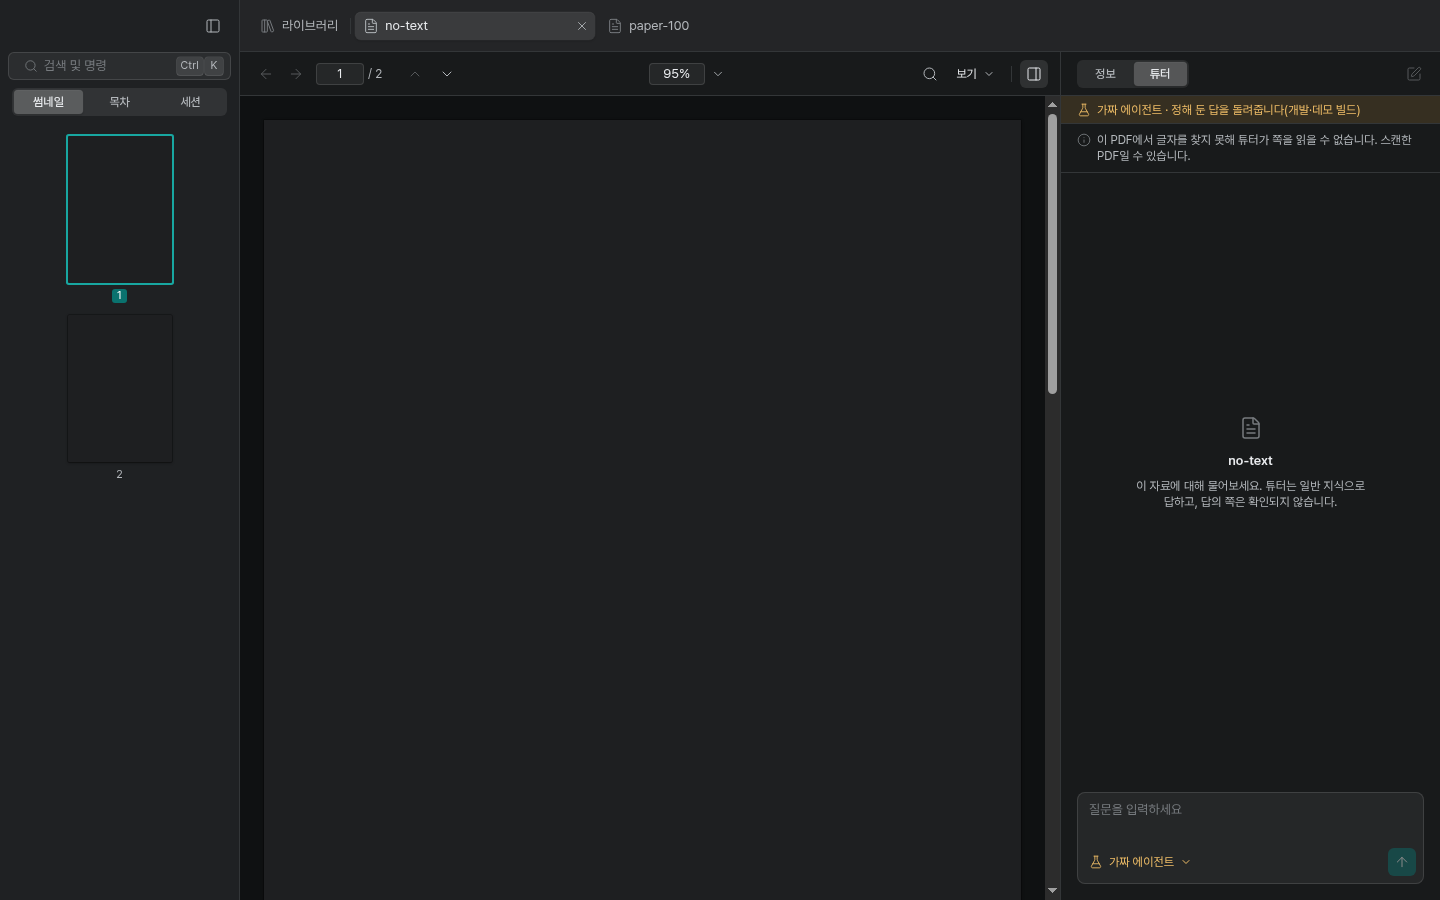 라이브러리
no-text
paper-100
검색 및 명령
Ctrl K
썸네일
목차
세션
1
2
1 / 2
95%
보기
정보
튜터
가짜 에이전트 · 정해 둔 답을 돌려줍니다(개발·데모 빌드)
이 PDF에서 글자를 찾지 못해 튜터가 쪽을 읽을 수 없습니다. 스캔한
PDF일 수 있습니다.
no-text
이 자료에 대해 물어보세요. 튜터는 일반 지식으로
답하고, 답의 쪽은 확인되지 않습니다.
질문을 입력하세요
가짜 에이전트